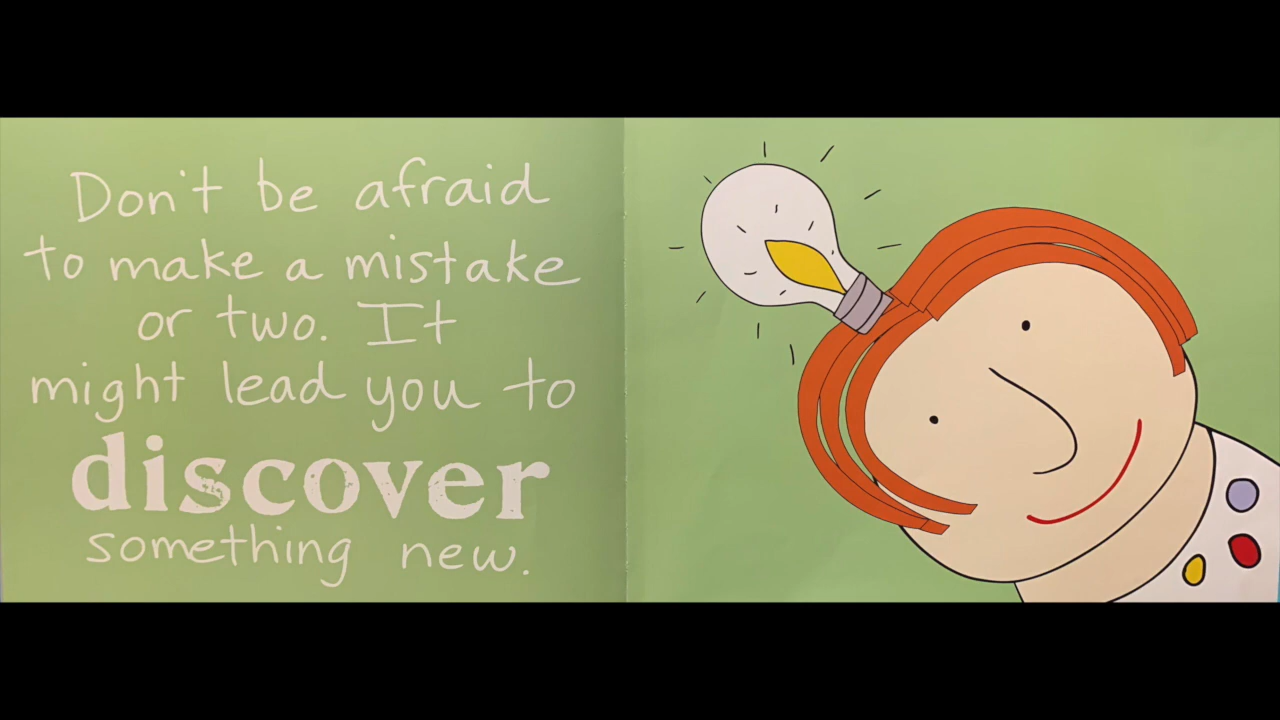 Don't be afraid
to make a mistake
or two. It
might lead you to
discover
something new.